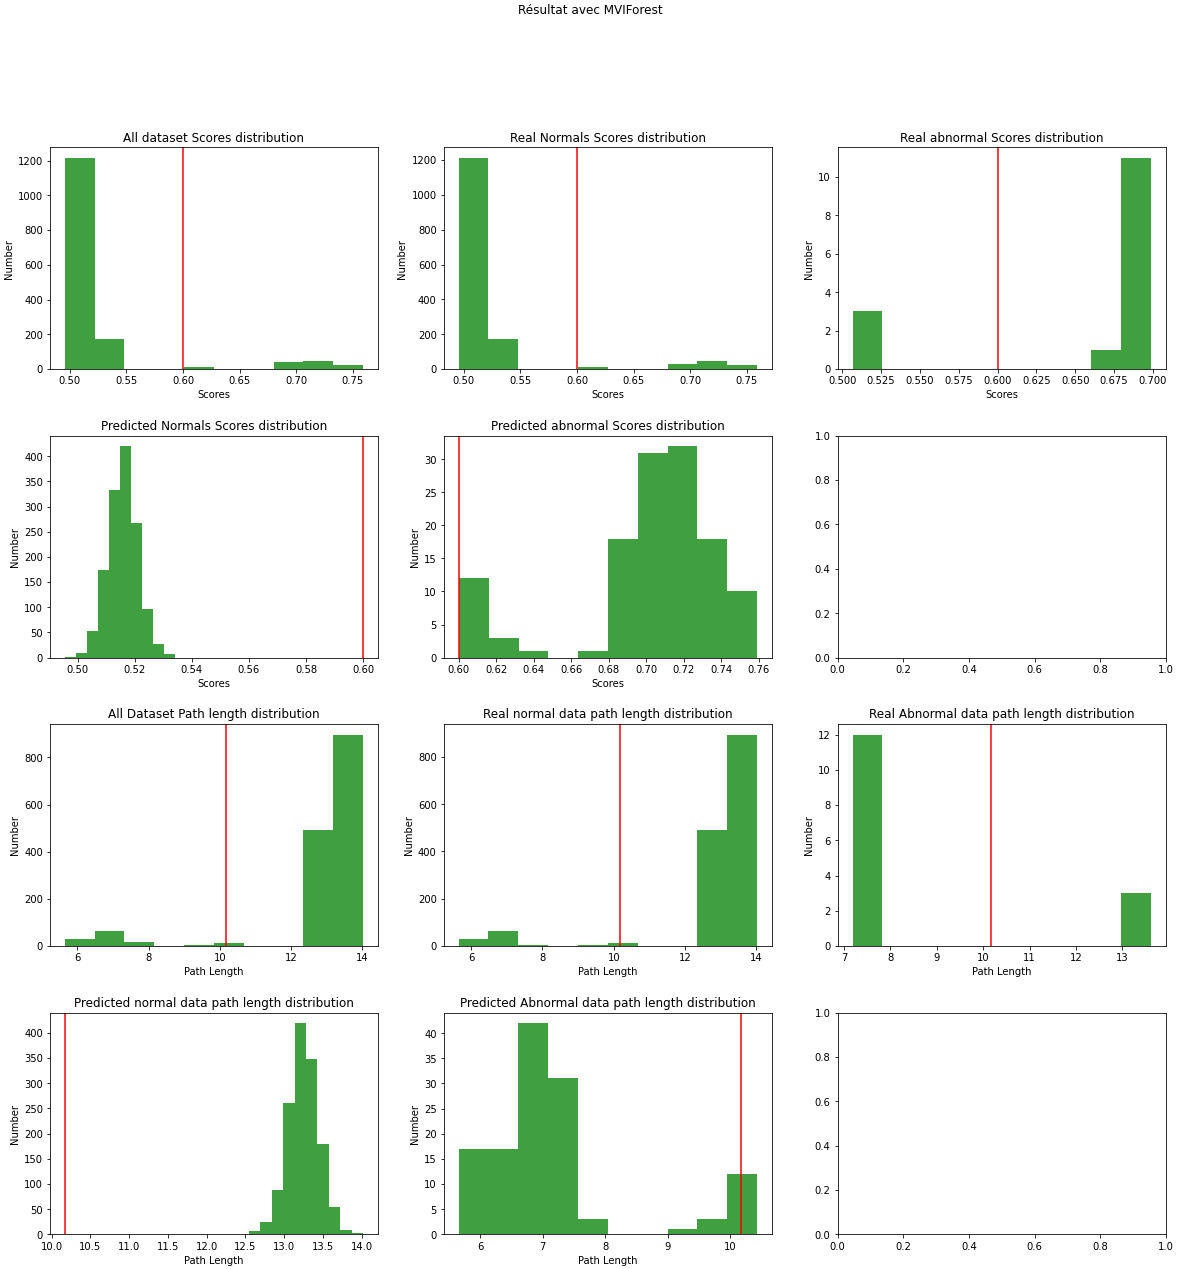 Résultat avec MVIForest
All dataset Scores distribution
Real Normals Scores distribution
Real abnormal Scores distribution
Number
0 200 400 600 800 1000 1200
0.50 0.55 0.60 0.65 0.70 0.75
Scores
Number
0 200 400 600 800 1000 1200
0.50 0.55 0.60 0.65 0.70 0.75
Scores
Number
0 2 4 6 8 10
0.500 0.525 0.550 0.575 0.600 0.625 0.650 0.675 0.700
Scores
Predicted Normals Scores distribution
Predicted abnormal Scores distribution
Number
0 50 100 150 200 250 300 350 400
0.50 0.52 0.54 0.56 0.58 0.60
Scores
Number
0 5 10 15 20 25 30
0.60 0.62 0.64 0.66 0.68 0.70 0.72 0.74 0.76
Scores
0.0 0.2 0.4 0.6 0.8 1.0
0.0 0.2 0.4 0.6 0.8 1.0
All Dataset Path length distribution
Real normal data path length distribution
Real Abnormal data path length distribution
Number
0 200 400 600 800
6 8 10 12 14
Path Length
Number
0 200 400 600 800
6 8 10 12 14
Path Length
Number
0 2 4 6 8 10 12
7 8 9 10 11 12 13
Path Length
Predicted normal data path length distribution
Predicted Abnormal data path length distribution
Number
0 50 100 150 200 250 300 350 400
10.0 10.5 11.0 11.5 12.0 12.5 13.0 13.5 14.0
Path Length
Number
0 5 10 15 20 25 30 35 40
6 7 8 9 10
Path Length
0.0 0.2 0.4 0.6 0.8 1.0
0.0 0.2 0.4 0.6 0.8 1.0